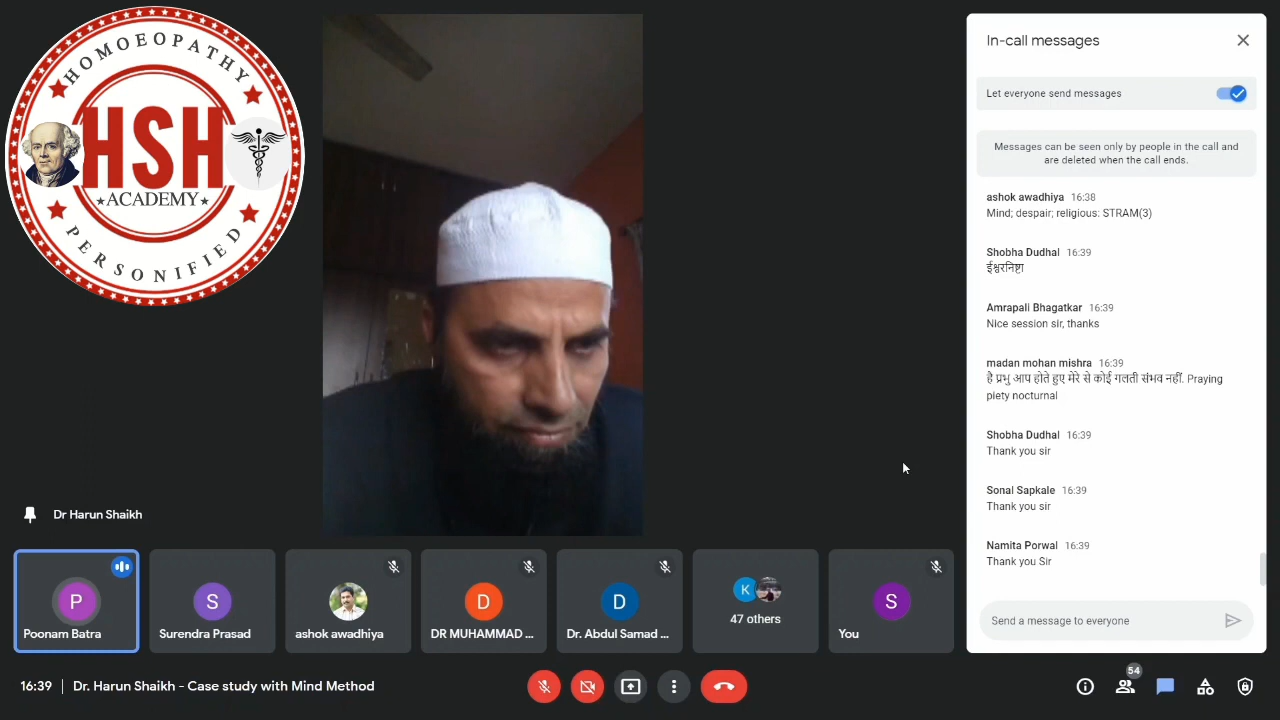 HOMOEOPATHY
HSH
ACADEMY
PERSONIFIED
Dr Harun Shaikh
P
Poonam Batra
S
Surendra Prasad
ashok awadhiya
D
DR MUHAMMAD ...
D
Dr. Abdul Samad ...
K
47 others
S
You
16:39 | Dr. Harun Shaikh - Case study with Mind Method
54
In-call messages
Let everyone send messages
Messages can be seen only by people in the call and
are deleted when the call ends.
ashok awadhiya 16:38
Mind; despair; religious: STRAM(3)
Shobha Dudhal 16:39
ईश्वरनिष्टा
Amrapali Bhagatkar 16:39
Nice session sir, thanks
madan mohan mishra 16:39
है प्रभु आप होते हुए मेरे से कोई गलती संभव नहीं. Praying
piety nocturnal
Shobha Dudhal 16:39
Thank you sir
Sonal Sapkale 16:39
Thank you sir
Namita Porwal 16:39
Thank you Sir
Send a message to everyone